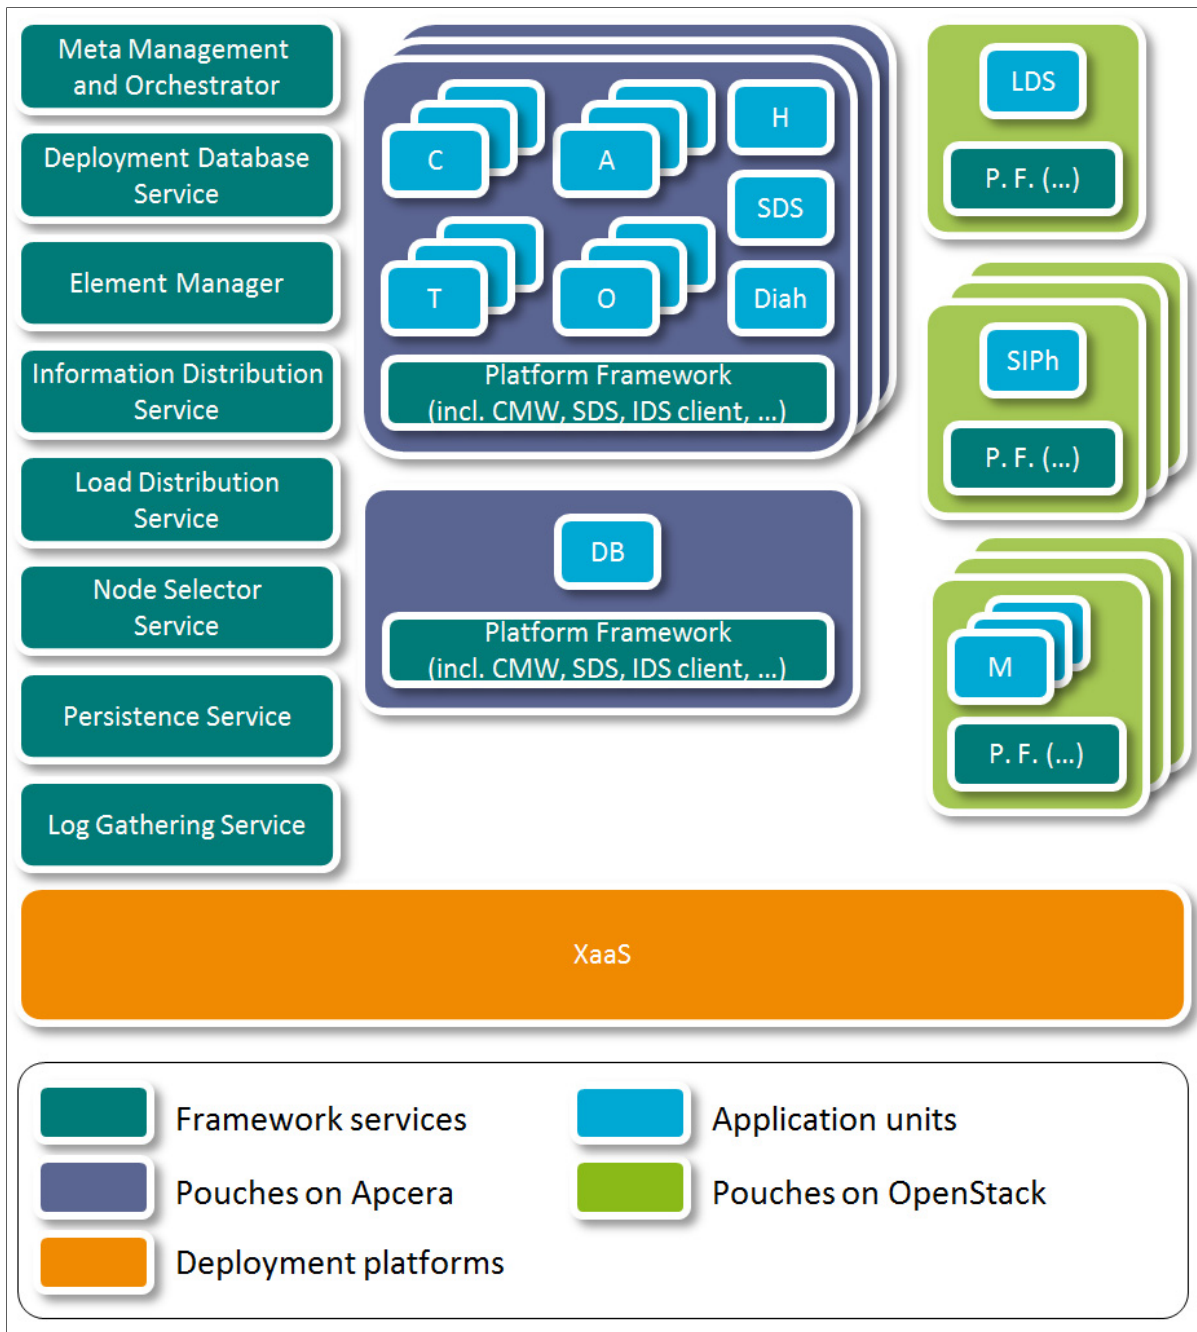 Meta Management
and Orchestrator
Deployment Database
Service
Element Manager
Information Distribution
Service
Load Distribution
Service
Node Selector
Service
Persistence Service
Log Gathering Service
C
A
H
SDS
T
O
Diah
Platform Framework
(incl. CMW, SDS, IDS client, ...)
DB
Platform Framework
(incl. CMW, SDS, IDS client, ...)
LDS
P. F. (...)
SIPh
P. F. (...)
M
P. F. (...)
XaaS
Framework services
Application units
Pouches on Apcera
Pouches on OpenStack
Deployment platforms